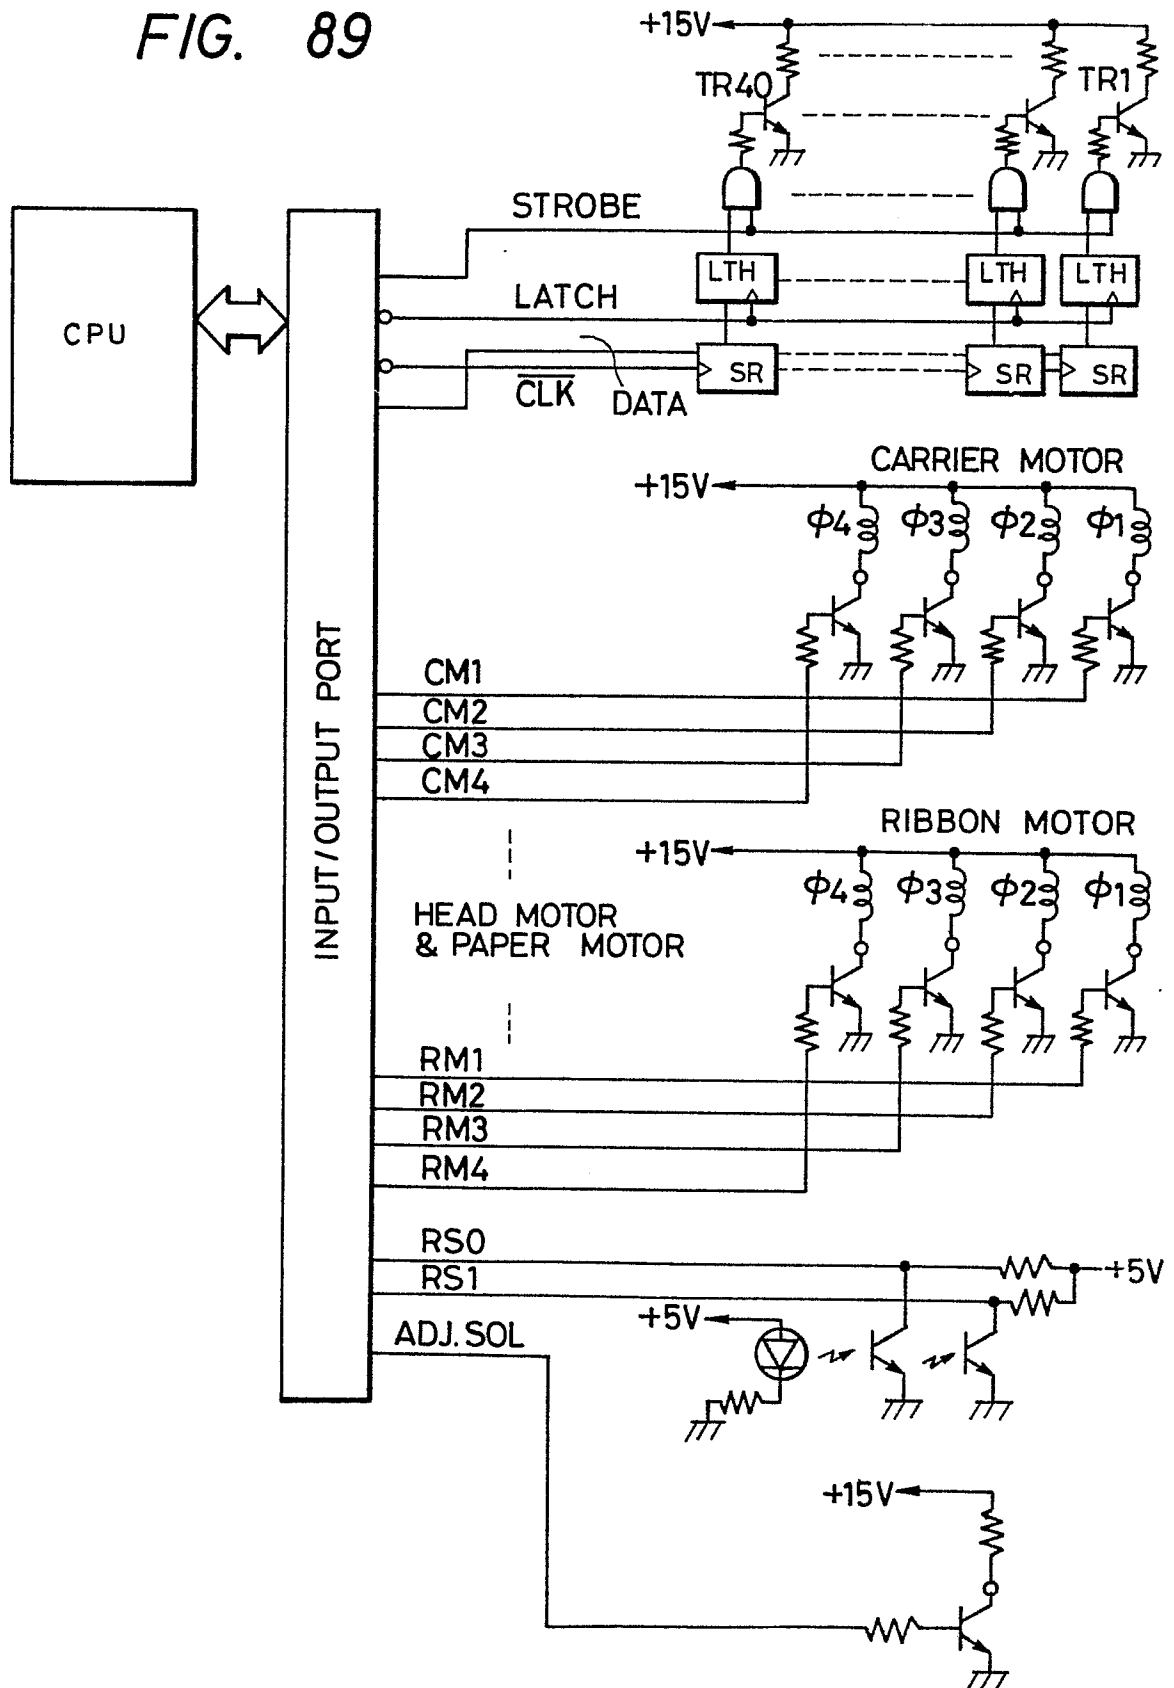 FIG. 89
+15V
TR40
TR1
STROBE
LTH
LTH
LTH
LATCH
CPU
SR
SR
SR
CLK
DATA
CARRIER MOTOR
+15V
φ4
φ3
φ2
φ1
INPUT/OUTPUT PORT
CM1
CM2
CM3
CM4
RIBBON MOTOR
+15V
φ4
φ3
φ2
φ1
HEAD MOTOR
& PAPER MOTOR
RM1
RM2
RM3
RM4
RS0
RS1
+5V
+5V
ADJ.SOL
+15V